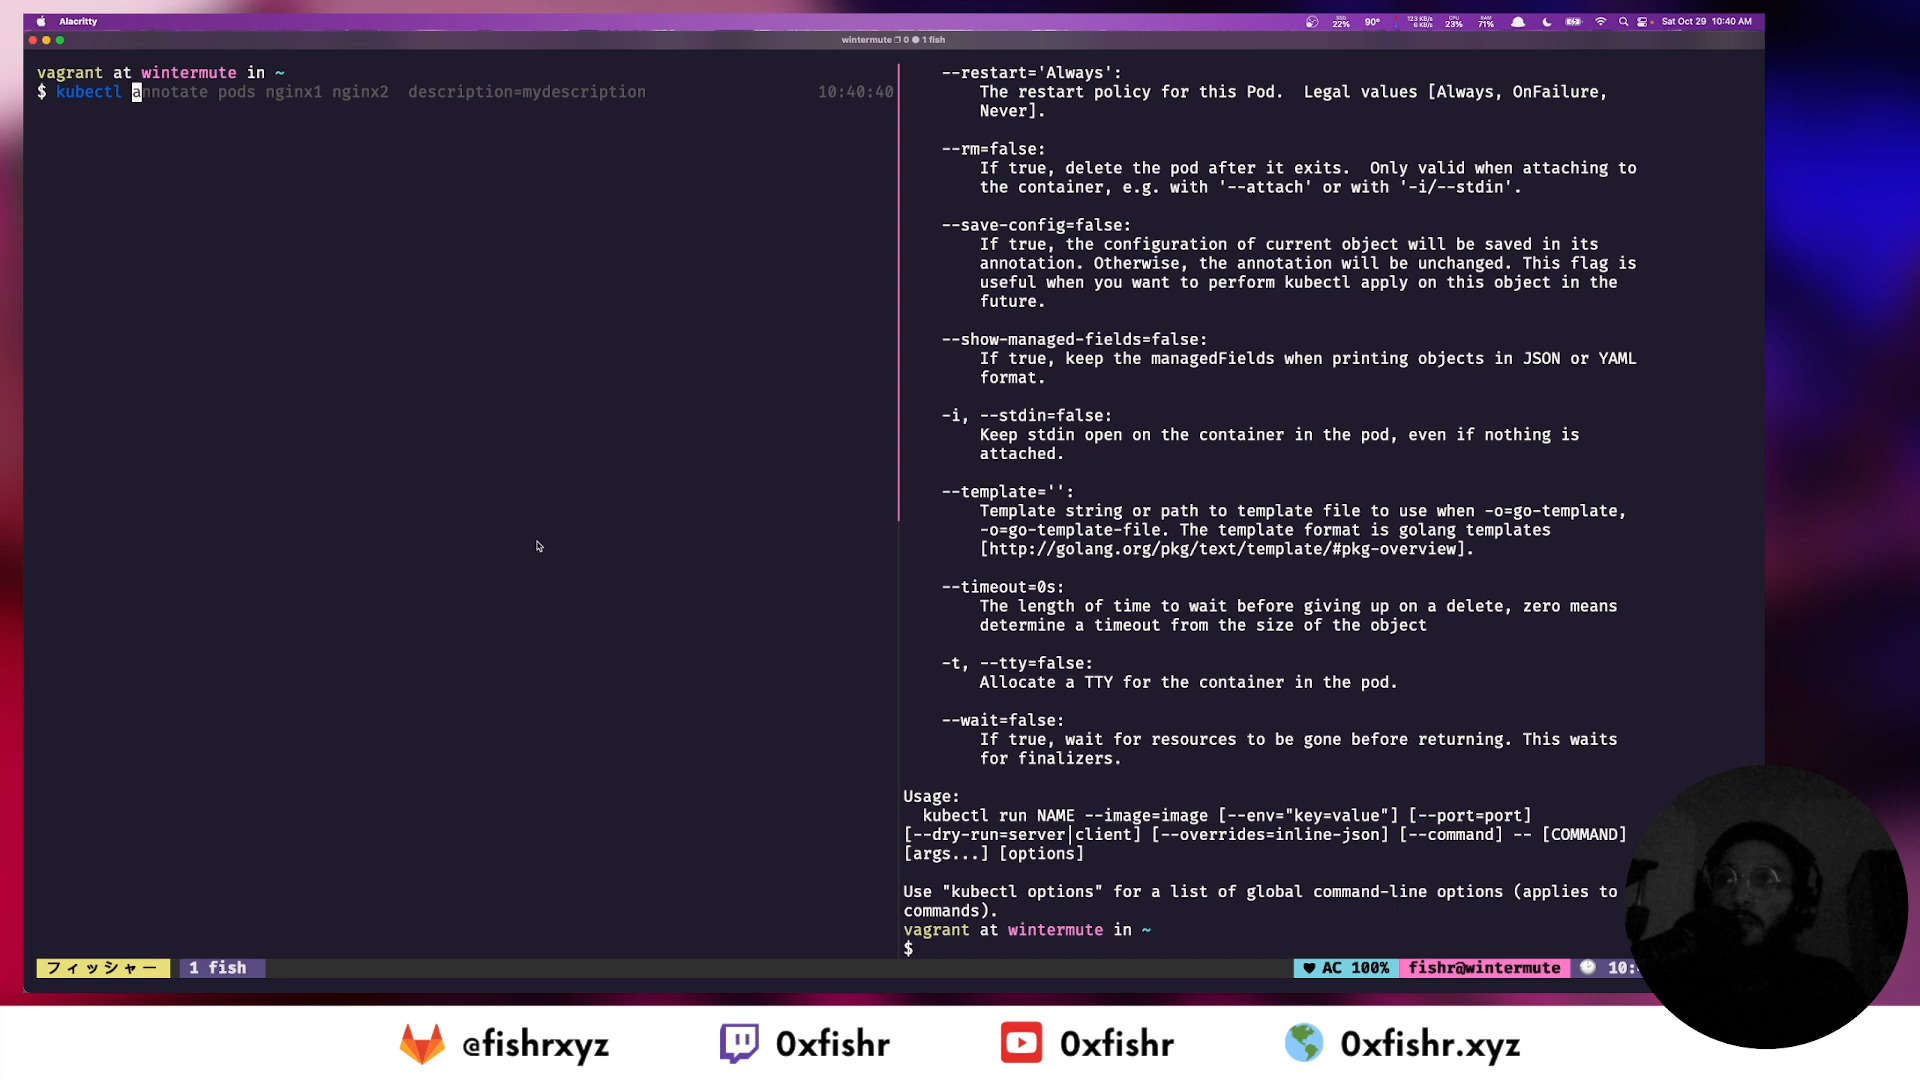 Alacritty
SSD 22%
90°
123 KB/s
6 KB/s
CPU 23%
RAM 71%
Sat Oct 29 10:40 AM
wintermute 0 1 fish
vagrant at wintermute in ~
$ kubectl annotate pods nginx1 nginx2  description=mydescription 10:40:40
--restart='Always':
The restart policy for this Pod.  Legal values [Always, OnFailure,
Never].
--rm=false:
If true, delete the pod after it exits.  Only valid when attaching to
the container, e.g. with '--attach' or with '-i/--stdin'.
--save-config=false:
If true, the configuration of current object will be saved in its
annotation. Otherwise, the annotation will be unchanged. This flag is
useful when you want to perform kubectl apply on this object in the
future.
--show-managed-fields=false:
If true, keep the managedFields when printing objects in JSON or YAML
format.
-i, --stdin=false:
Keep stdin open on the container in the pod, even if nothing is
attached.
--template='':
Template string or path to template file to use when -o=go-template,
-o=go-template-file. The template format is golang templates
[http://golang.org/pkg/text/template/#pkg-overview].
--timeout=0s:
The length of time to wait before giving up on a delete, zero means
determine a timeout from the size of the object
-t, --tty=false:
Allocate a TTY for the container in the pod.
--wait=false:
If true, wait for resources to be gone before returning. This waits
for finalizers.
Usage:
kubectl run NAME --image=image [--env="key=value"] [--port=port]
[--dry-run=server|client] [--overrides=inline-json] [--command] -- [COMMAND]
[args...] [options]
Use "kubectl options" for a list of global command-line options (applies to
commands).
vagrant at wintermute in ~
$
フィッシャー 1 fish
♥ AC 100% fishr@wintermute 10:
@fishrxyz
0xfishr
0xfishr
0xfishr.xyz